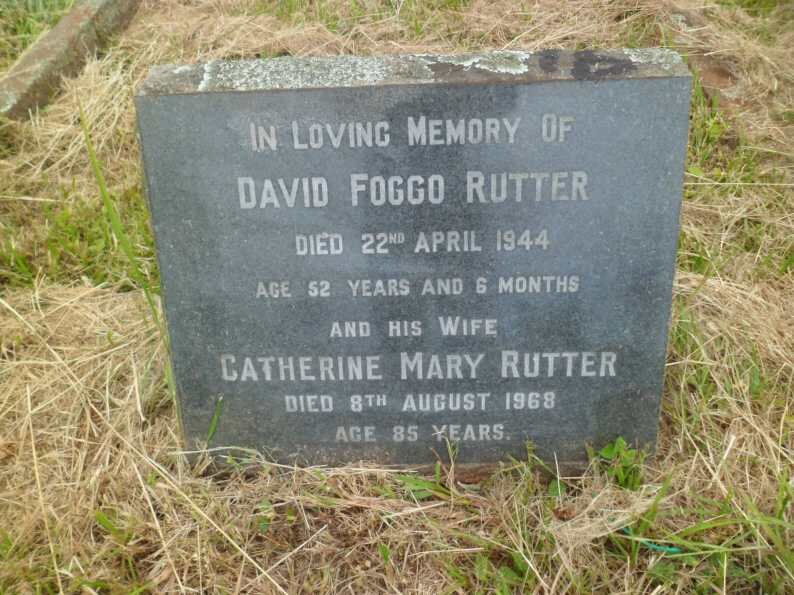 IN LOVING MEMORY OF
DAVID FOGGO RUTTER
DIED 22ND APRIL 1944
AGE 52 YEARS AND 6 MONTHS
AND HIS WIFE
CATHERINE MARY RUTTER
DIED 8TH AUGUST 1968
AGE 85 YEARS.